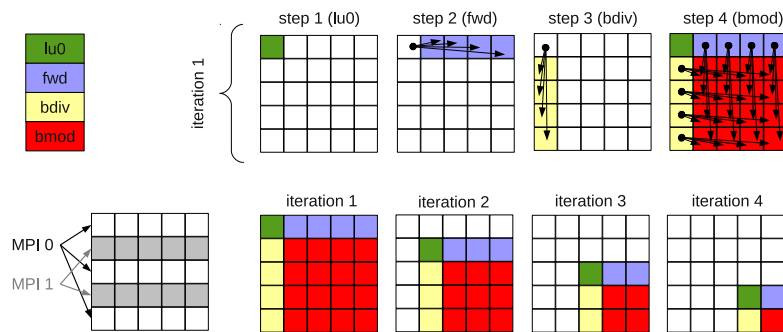 step 1 (lu0) step 2 (fwd) step 3 (bdiv) step 4 (bmod)
lu0
fwd
bdiv
bmod
iteration 1
iteration 1 iteration 2 iteration 3 iteration 4
MPI 0
MPI 1